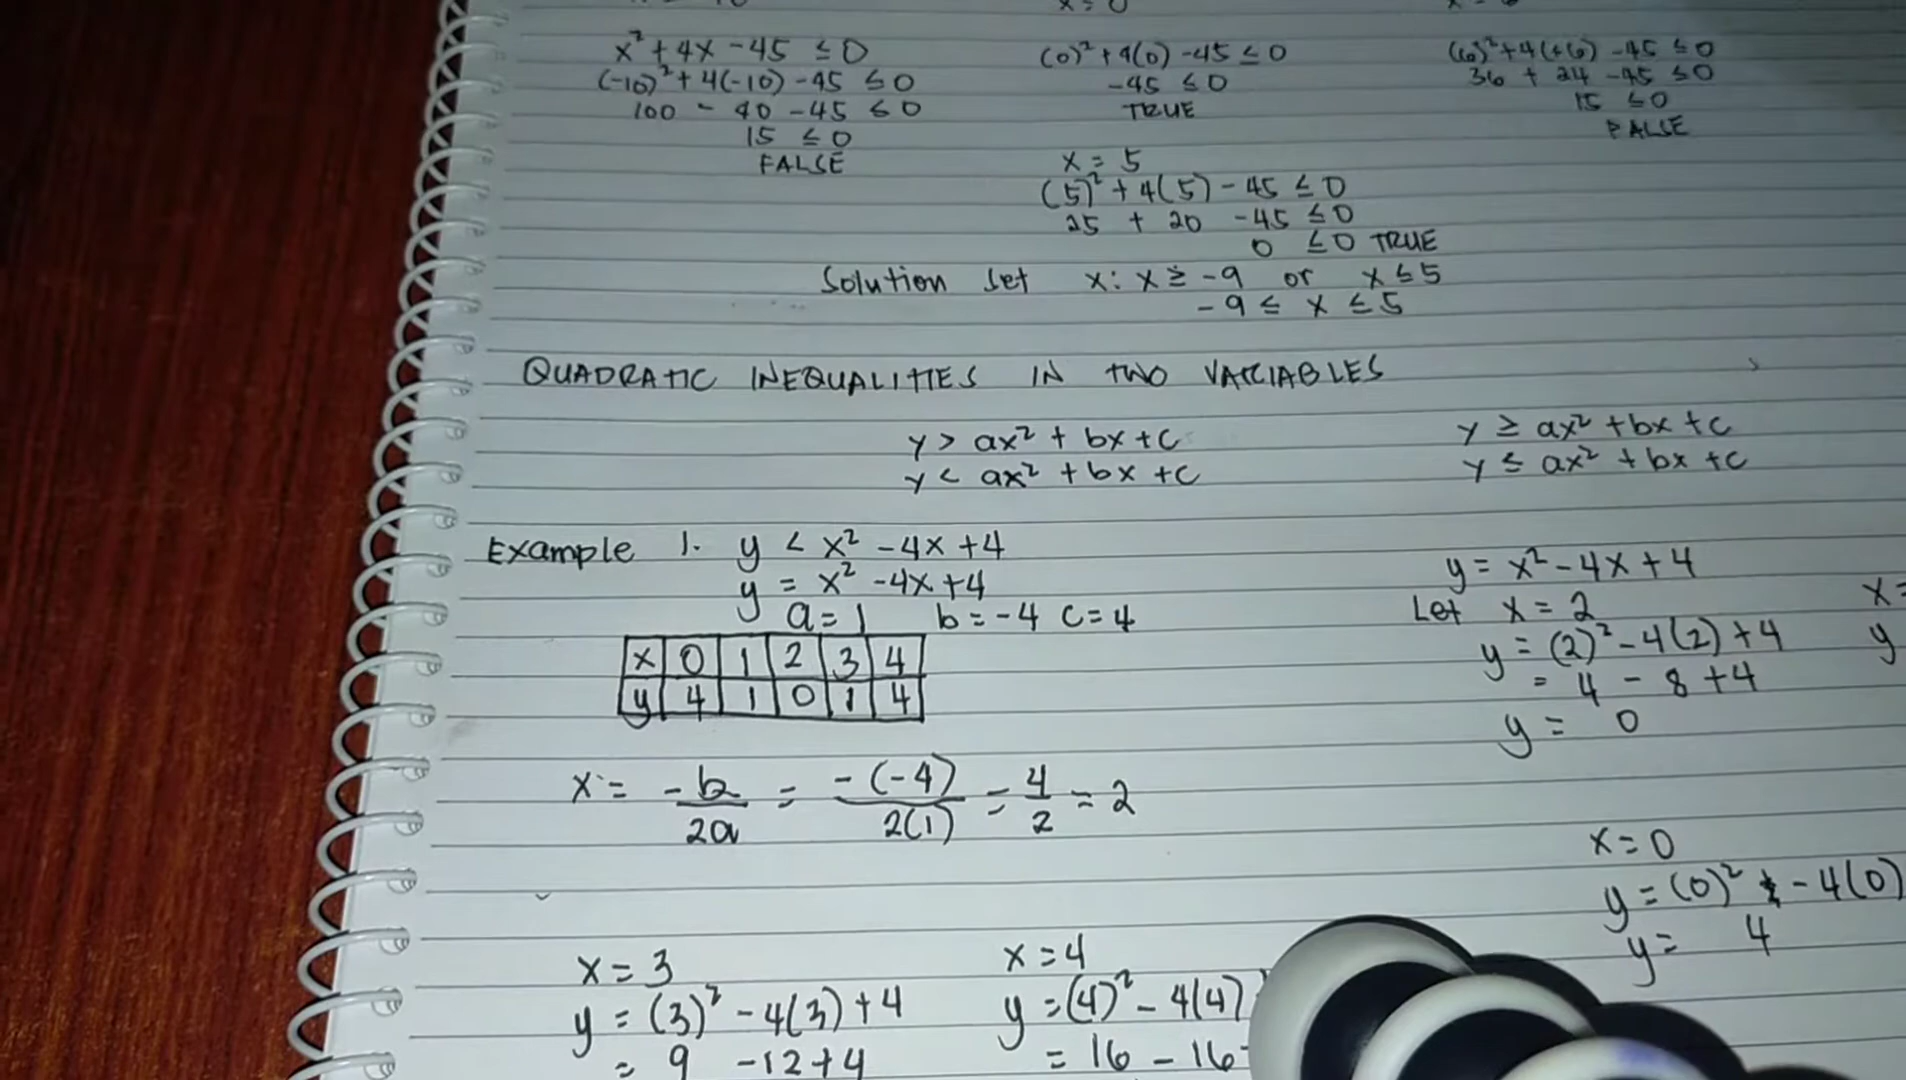 x = 0
x² + 4x - 45 ≤ 0
(-10)² + 4(-10) - 45 ≤ 0
100 - 40 - 45 ≤ 0
15 ≤ 0
FALSE
(0)² + 4(0) - 45 ≤ 0
-45 ≤ 0
TRUE
(6)² + 4(+6) - 45 ≤ 0
36 + 24 - 45 ≤ 0
15 ≤ 0
FALSE
x = 5
(5)² + 4(5) - 45 ≤ 0
25 + 20 - 45 ≤ 0
0 ≤ 0 TRUE
Solution set x: x ≥ -9 or x ≤ 5
-9 ≤ x ≤ 5
QUADRATIC INEQUALITIES IN TWO VARIABLES
y > ax² + bx + c
y < ax² + bx + c
y ≥ ax² + bx + c
y ≤ ax² + bx + c
Example 1. y < x² - 4x + 4
y = x² - 4x + 4
a = 1 b = -4 c = 4
x 0 1 2 3 4
y 4 1 0 1 4
x = -b/2a = -(-4)/2(1) = 4/2 = 2
y = x² - 4x + 4
Let x = 2
y = (2)² - 4(2) + 4
= 4 - 8 + 4
y = 0
x =
y
x = 0
y = (0)² - 4(0)
y = 4
x = 3
y = (3)² - 4(3) + 4
= 9 - 12 + 4
x = 4
y = (4)² - 4(4)
= 16 - 16